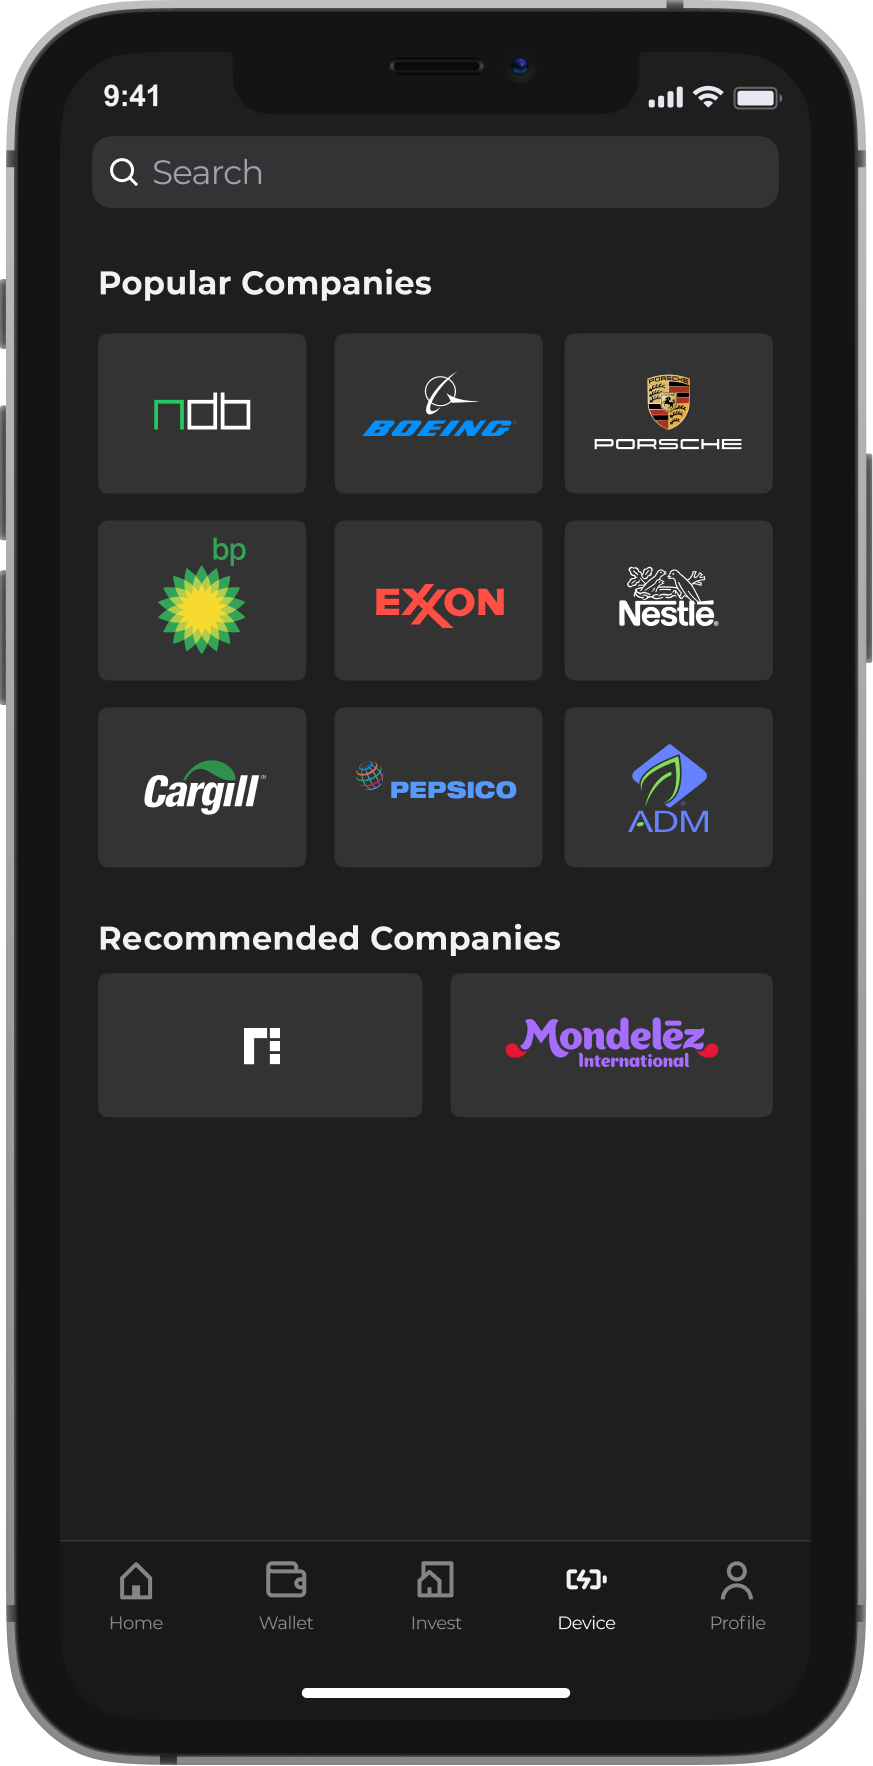 9:41
Search
Popular Companies
ndb
BOEING
PORSCHE
PORSCHE
bp
EXXON
Nestlé®
Cargill™
PEPSICO
ADM
Recommended Companies
Mondelēz
International
Home
Wallet
Invest
Device
Profile